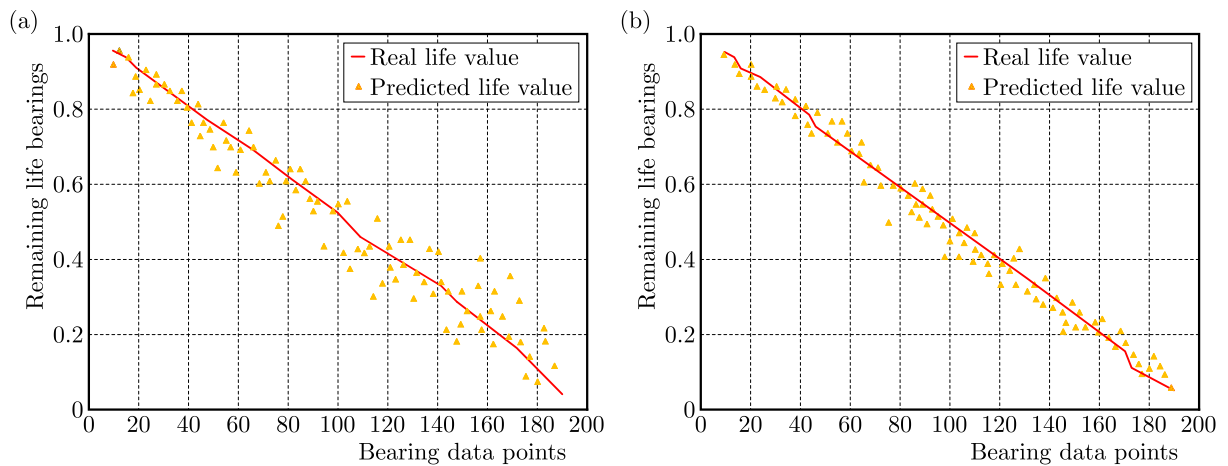 (a)
1.0
0.8
0.6
0.4
0.2
0
0 20 40 60 80 100 120 140 160 180 200
Remaining life bearings
Bearing data points
Real life value
Predicted life value
(b)
1.0
0.8
0.6
0.4
0.2
0
0 20 40 60 80 100 120 140 160 180 200
Remaining life bearings
Bearing data points
Real life value
Predicted life value